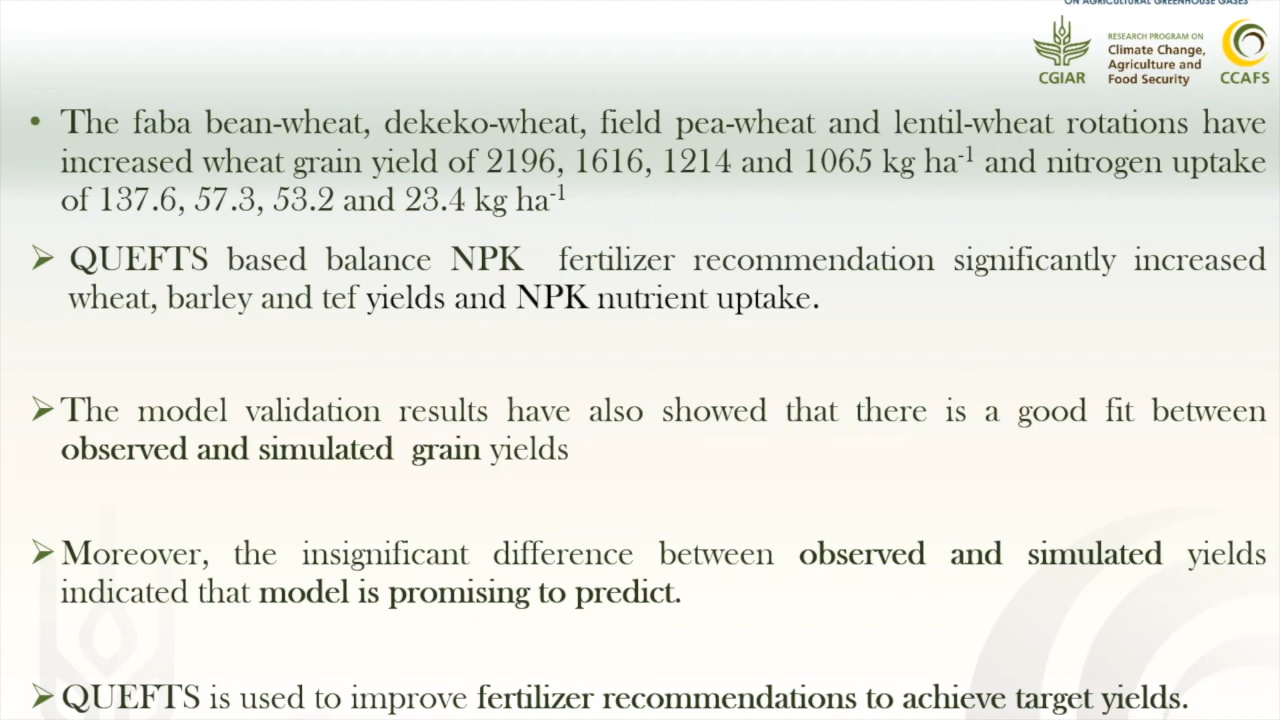 ON AGRICULTURAL GREENHOUSE GASES
RESEARCH PROGRAM ON
Climate Change,
Agriculture and
Food Security
CGIAR
CCAFS
• The faba bean-wheat, dekeko-wheat, field pea-wheat and lentil-wheat rotations have
increased wheat grain yield of 2196, 1616, 1214 and 1065 kg ha-1 and nitrogen uptake
of 137.6, 57.3, 53.2 and 23.4 kg ha-1
➢ QUEFTS based balance NPK fertilizer recommendation significantly increased
wheat, barley and tef yields and NPK nutrient uptake.
➢ The model validation results have also showed that there is a good fit between
observed and simulated grain yields
➢ Moreover, the insignificant difference between observed and simulated yields
indicated that model is promising to predict.
➢ QUEFTS is used to improve fertilizer recommendations to achieve target yields.